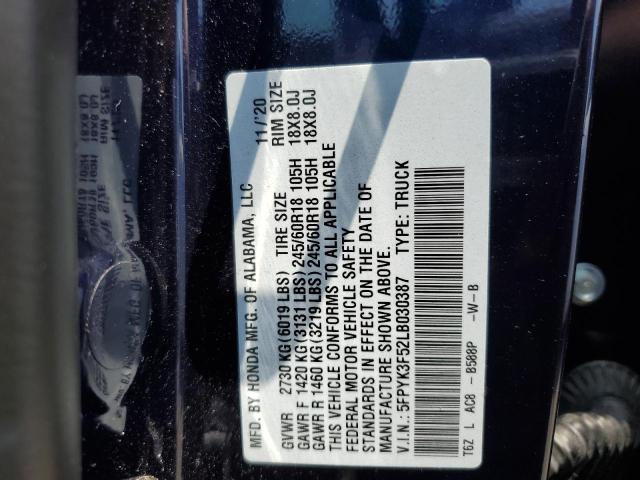 MFD. BY HONDA MFG. OF ALABAMA, LLC 11/'20
GVWR 2730 KG (6019 LBS) TIRE SIZE RIM SIZE
GAWR F 1420 KG (3131 LBS) 245/60R18 105H 18X8.0J
GAWR R 1460 KG (3219 LBS) 245/60R18 105H 18X8.0J
THIS VEHICLE CONFORMS TO ALL APPLICABLE
FEDERAL MOTOR VEHICLE SAFETY
STANDARDS IN EFFECT ON THE DATE OF
MANUFACTURE SHOWN ABOVE.
V.I.N.: 5FPYK3F52LB030387 TYPE: TRUCK
T6Z L AC8 - B588P -W-B